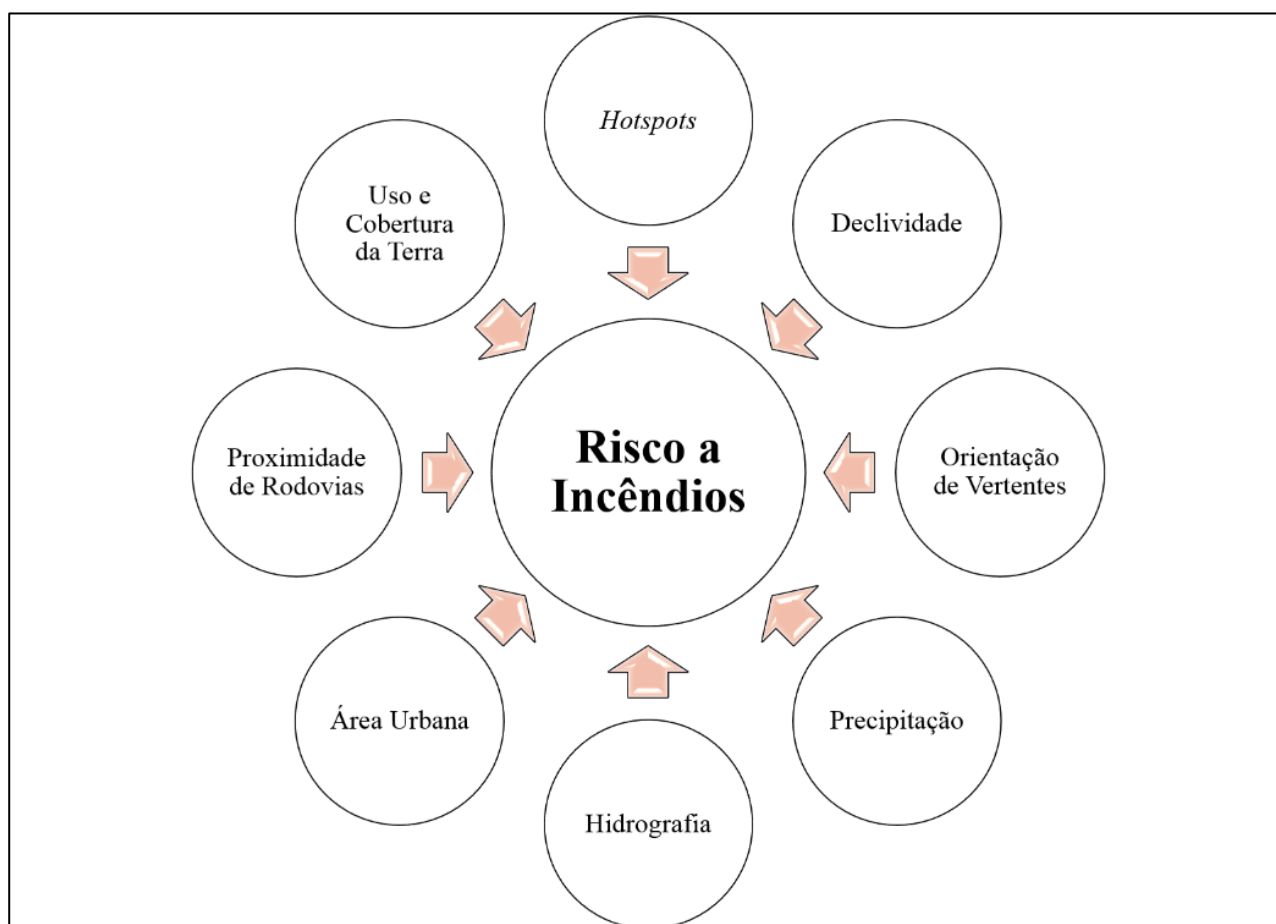 Hotspots
Uso e
Cobertura
da Terra
Declividade
Proximidade
de Rodovias
Risco a
Incêndios
Orientação
de Vertentes
Área Urbana
Precipitação
Hidrografia